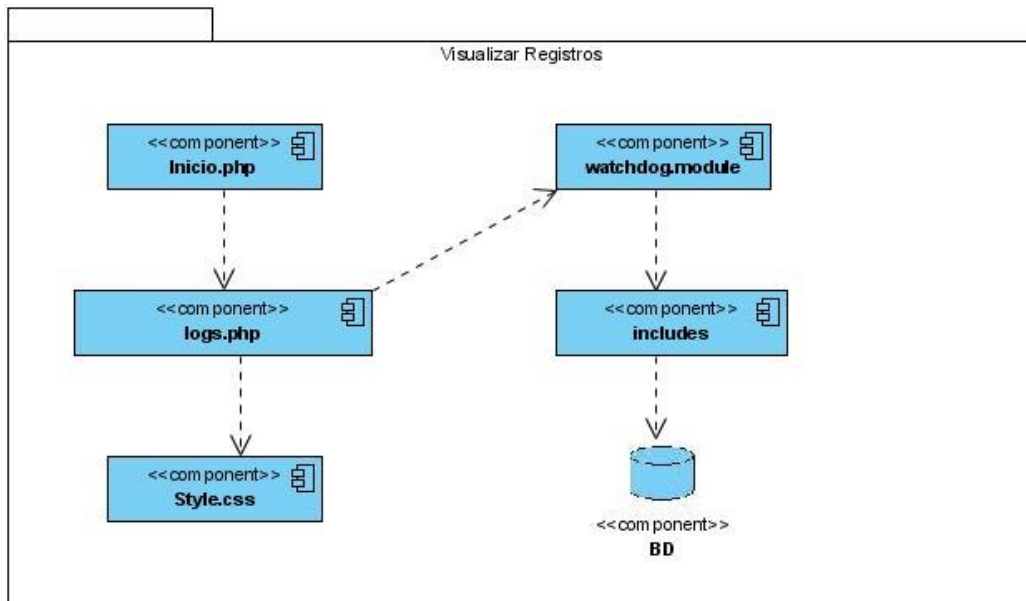 Visualizar Registros
<<component>>
Inicio.php
<<component>>
watchdog.module
<<component>>
logs.php
<<component>>
includes
<<component>>
Style.css
<<component>>
BD